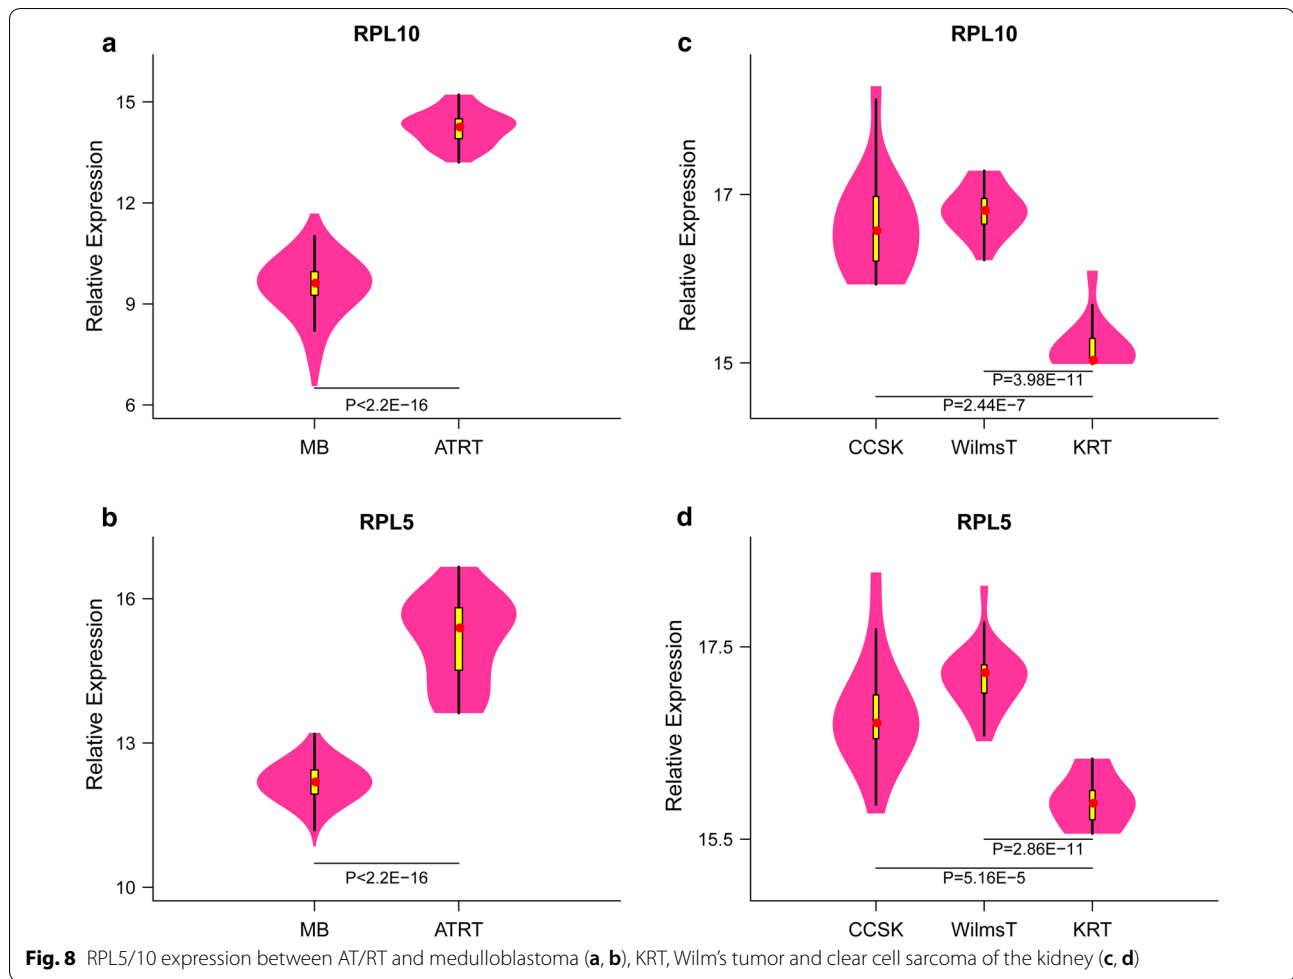 a
RPL10
Relative Expression
15
12
9
6
P<2.2E−16
MB ATRT
c
RPL10
Relative Expression
17
15
P=3.98E−11
P=2.44E−7
CCSK WilmsT KRT
b
RPL5
Relative Expression
16
13
10
P<2.2E−16
MB ATRT
d
RPL5
Relative Expression
17.5
15.5
P=2.86E−11
P=5.16E−5
CCSK WilmsT KRT
Fig. 8 RPL5/10 expression between AT/RT and medulloblastoma (a, b), KRT, Wilm’s tumor and clear cell sarcoma of the kidney (c, d)